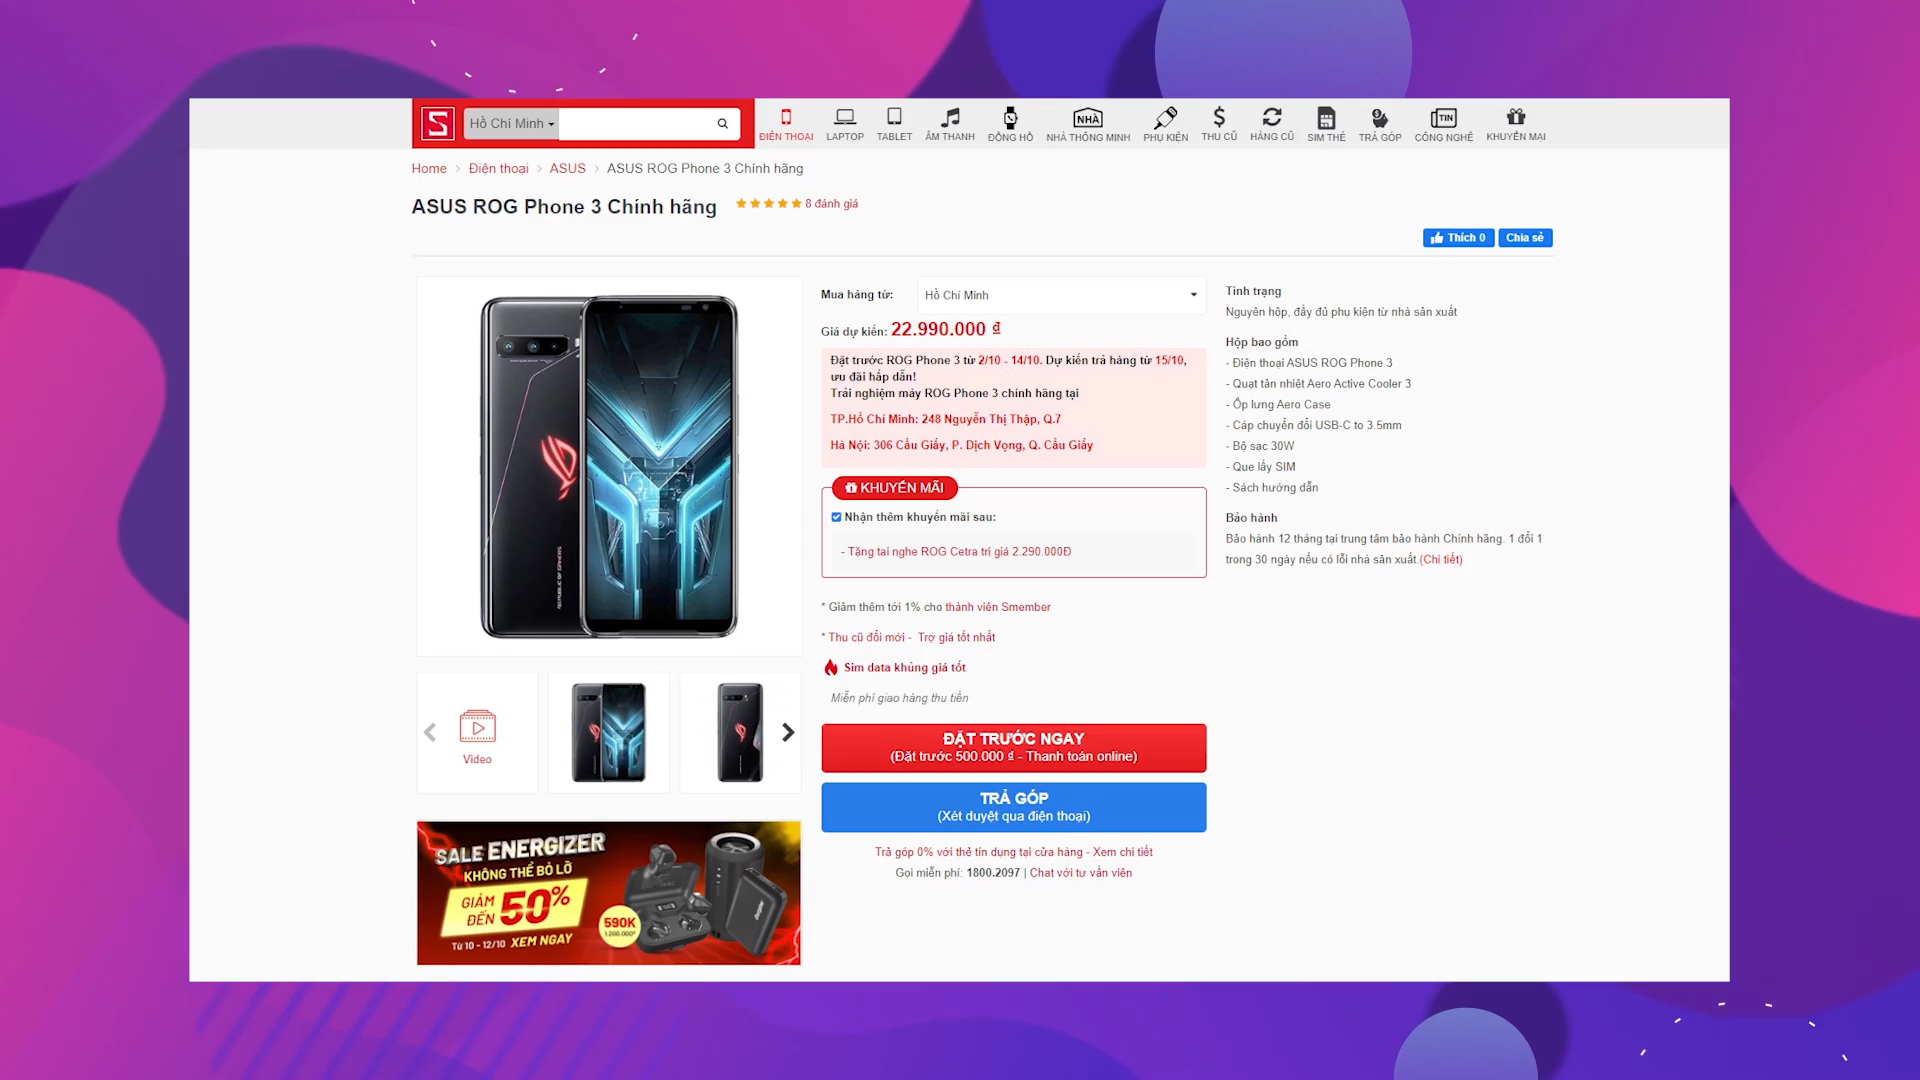 S
Hồ Chí Minh
ĐIỆN THOẠI
LAPTOP
TABLET
ÂM THANH
ĐỒNG HỒ
NHÀ
NHÀ THÔNG MINH
PHỤ KIỆN
THU CŨ
HÀNG CŨ
SIM THẺ
TRẢ GÓP
TIN
CÔNG NGHỆ
KHUYẾN MẠI
Home > Điện thoại > ASUS > ASUS ROG Phone 3 Chính hãng
ASUS ROG Phone 3 Chính hãng
8 đánh giá
Thích 0
Chia sẻ
Mua hàng từ:
Hồ Chí Minh
Giá dự kiến: 22.990.000 ₫
Đặt trước ROG Phone 3 từ 2/10 - 14/10. Dự kiến trả hàng từ 15/10,
ưu đãi hấp dẫn!
Trải nghiệm máy ROG Phone 3 chính hãng tại
TP.Hồ Chí Minh: 248 Nguyễn Thị Thập, Q.7
Hà Nội: 306 Cầu Giấy, P. Dịch Vọng, Q. Cầu Giấy
KHUYẾN MÃI
Nhận thêm khuyến mãi sau:
- Tặng tai nghe ROG Cetra trị giá 2.290.000Đ
* Giảm thêm tới 1% cho thành viên Smember
* Thu cũ đổi mới - Trợ giá tốt nhất
Sim data khủng giá tốt
Miễn phí giao hàng thu tiền
ĐẶT TRƯỚC NGAY
(Đặt trước 500.000 ₫ - Thanh toán online)
TRẢ GÓP
(Xét duyệt qua điện thoại)
Trả góp 0% với thẻ tín dụng tại cửa hàng - Xem chi tiết
Gọi miễn phí: 1800.2097 | Chat với tư vấn viên
Tình trạng
Nguyên hộp, đầy đủ phụ kiện từ nhà sản xuất
Hộp bao gồm
- Điện thoại ASUS ROG Phone 3
- Quạt tản nhiệt Aero Active Cooler 3
- Ốp lưng Aero Case
- Cáp chuyển đổi USB-C to 3.5mm
- Bộ sạc 30W
- Que lấy SIM
- Sách hướng dẫn
Bảo hành
Bảo hành 12 tháng tại trung tâm bảo hành Chính hãng. 1 đổi 1
trong 30 ngày nếu có lỗi nhà sản xuất.(Chi tiết)
REPUBLIC OF GAMERS
Video
SALE ENERGIZER
KHÔNG THỂ BỎ LỠ
GIẢM
ĐẾN 50%
TỪ 10 - 12/10 XEM NGAY
590K
1.200.000đ